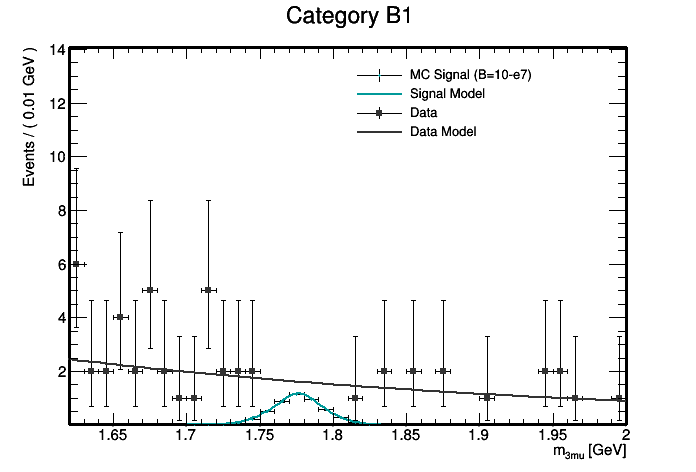 Category B1
Events / ( 0.01 GeV )
14
12
10
8
6
4
2
MC Signal (B=10-e7)
Signal Model
Data
Data Model
1.65 1.7 1.75 1.8 1.85 1.9 1.95 2
m3mu [GeV]